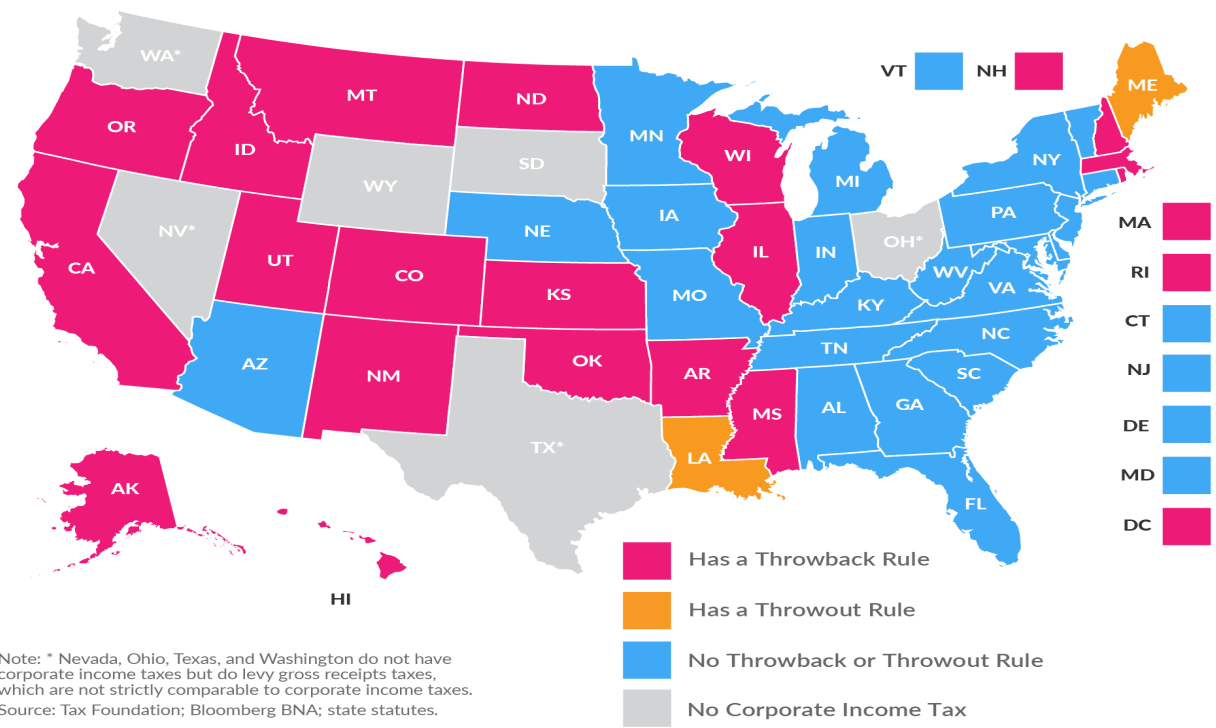 WA*
VT
NH
ME
MT
ND
OR
MN
ID
SD
WI
NY
MI
WY
MA
PA
IA
NE
NV*
OH*
UT
IL
IN
CA
CO
WV
RI
VA
KS
MO
KY
CT
NC
TN
AZ
OK
NJ
NM
AR
SC
GA
MS
AL
DE
TX*
LA
MD
AK
FL
DC
HI
Has a Throwback Rule
Has a Throwout Rule
No Throwback or Throwout Rule
No Corporate Income Tax
Note: * Nevada, Ohio, Texas, and Washington do not have
corporate income taxes but do levy gross receipts taxes,
which are not strictly comparable to corporate income taxes.
Source: Tax Foundation; Bloomberg BNA; state statutes.